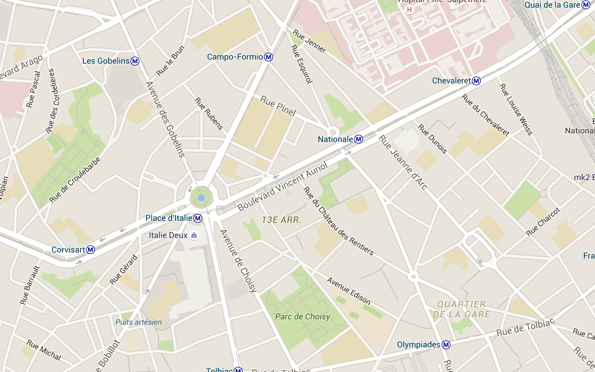 Hôpital Pitié-Salpêtrière
H
Quai de la Gare M
Boulevard Arago
Les Gobelins M
Rue le Brun
Campo-Formio M
Rue Jenner
Rue Esquirol
Chevaleret M
Rue Pascal
Rue des Cordelières
Avenue des Gobelins
Rue Rubens
Rue Pinel
Rue du Chevaleret
Rue Louise Weiss
Nationale M
Rue Dunois
National
Rue Jeanne d'Arc
Rue de Croulebarbe
Boulevard Vincent Auriol
mk2 B
Place d'Italie M
13E ARR.
Rue du Château des Rentiers
Rue Charcot
Italie Deux
Corvisart M
Avenue de Choisy
Rue Barrault
Rue Gérard
Avenue Edison
QUARTIER
DE LA GARE
Puits artésien
Parc de Choisy
Rue de Tolbiac
Rue Michal
Bobillot
Olympiades M
Tolbiac M
Rue de Tolbiac